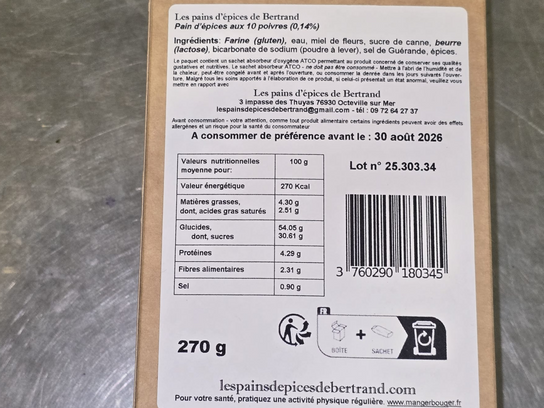 Les pains d'épices de Bertrand
Pain d'épices aux 10 poivres (0,14%)
Ingrédients: Farine (gluten), eau, miel de fleurs, sucre de canne, beurre
(lactose), bicarbonate de sodium (poudre à lever), sel de Guérande, épices.
Le paquet contient un sachet absorbeur d'oxygène ATCO permettant au produit concerné de conserver ses qualités
gustatives et nutritives. Le sachet absorbeur ATCO - ne doit pas être consommé - Mettre à l'abri de l'humidité et de
la chaleur, peut-être congelé avant et après l'ouverture, ou consommer la denrée dans les jours suivants l'ouver-
ture. Malgré tous les soins apportés à l'élaboration de ce produit, si celui-ci présentait un état anormal, veuillez vous
mettre en rapport avec
Les pains d'épices de Bertrand
3 impasse des Thuyas 76930 Octeville sur Mer
lespainsdepicesdebertrand@gmail.com - tél : 09 72 64 27 37
Avant consommation - votre attention, comme tout produit alimentaire certains ingrédients peuvent avoir des effets
allergènes et un risque pour la santé du consommateur
A consommer de préférence avant le : 30 août 2026
Valeurs nutritionnelles 100 g
moyenne pour:
Valeur énergétique 270 Kcal
Matières grasses, 4.30 g
dont, acides gras saturés 2.51 g
Glucides, 54.05 g
dont, sucres 30.61 g
Protéines 4.29 g
Fibres alimentaires 2.31 g
Sel 0.90 g
Lot n° 25.303.34
3 760290 180345
270 g
FR
BOÎTE + SACHET
lespainsdepicesdebertrand.com
Pour votre santé, pratiquez une activité physique régulière. www.mangerbouger.fr